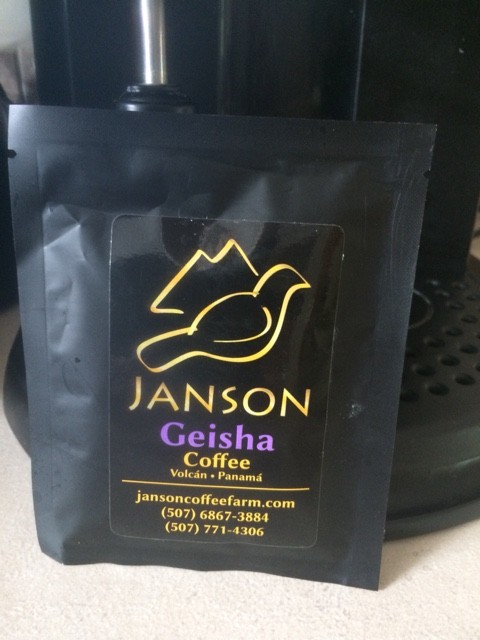 JANSON
Geisha
Coffee
Volcán • Panamá
jansoncoffeefarm.com
(507) 6867-3884
(507) 771-4306